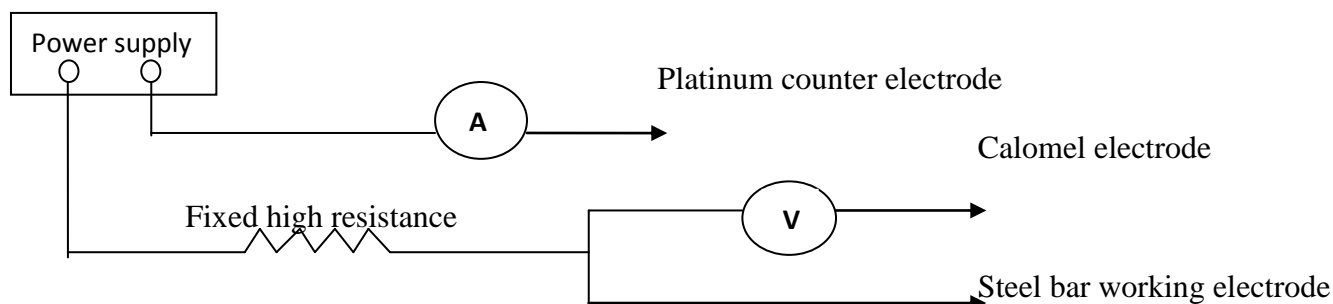 Power supply
Platinum counter electrode
A
Calomel electrode
Fixed high resistance
V
Steel bar working electrode